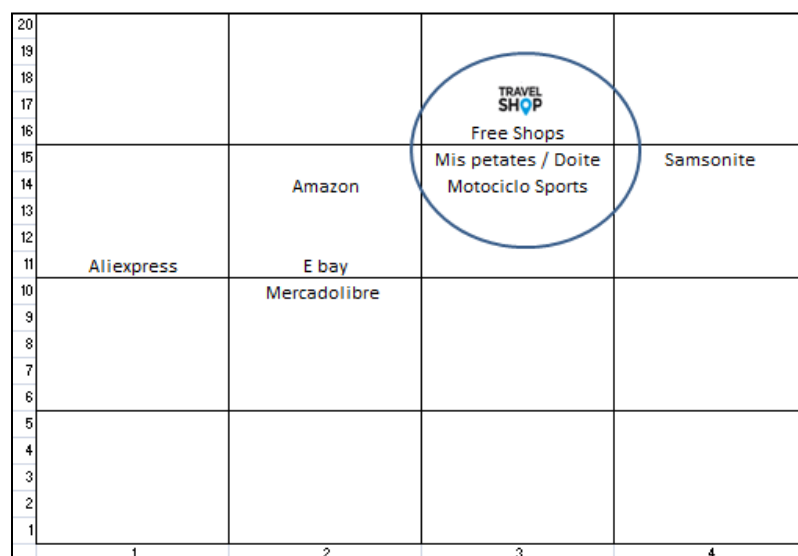 20
19
18
TRAVEL
17
SHOP
16
Free Shops
15
Mis petates / Doite
Samsonite
14
Amazon
Motociclo Sports
13
12
11
Aliexpress
E bay
10
Mercadolibre
9
8
7
6
5
4
3
2
1
1
2
3
4